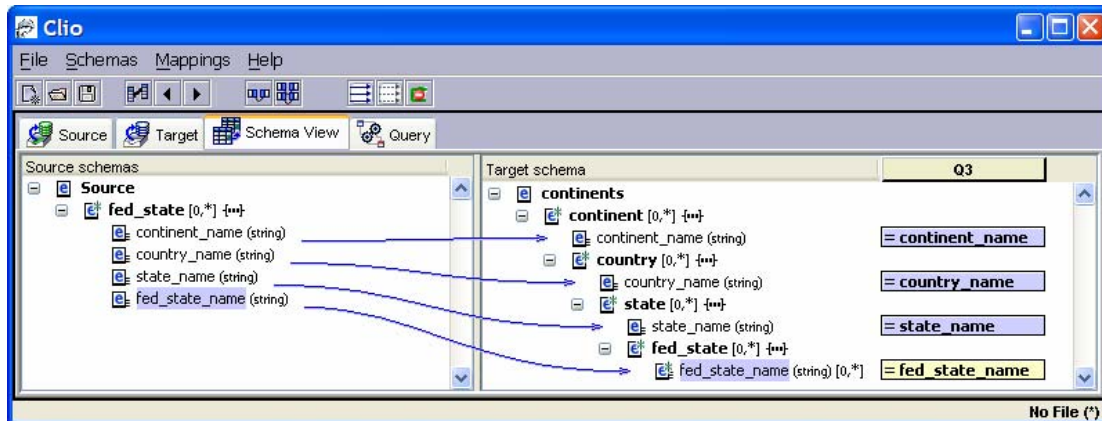 Clio
File Schemas Mappings Help
Source Target Schema View Query
Source schemas
Source
fed_state [0,*]
continent_name (string)
country_name (string)
state_name (string)
fed_state_name (string)
Target schema Q3
continents
continent [0,*]
continent_name (string) = continent_name
country [0,*]
country_name (string) = country_name
state [0,*]
state_name (string) = state_name
fed_state [0,*]
fed_state_name (string) [0,*] = fed_state_name
No File (*)